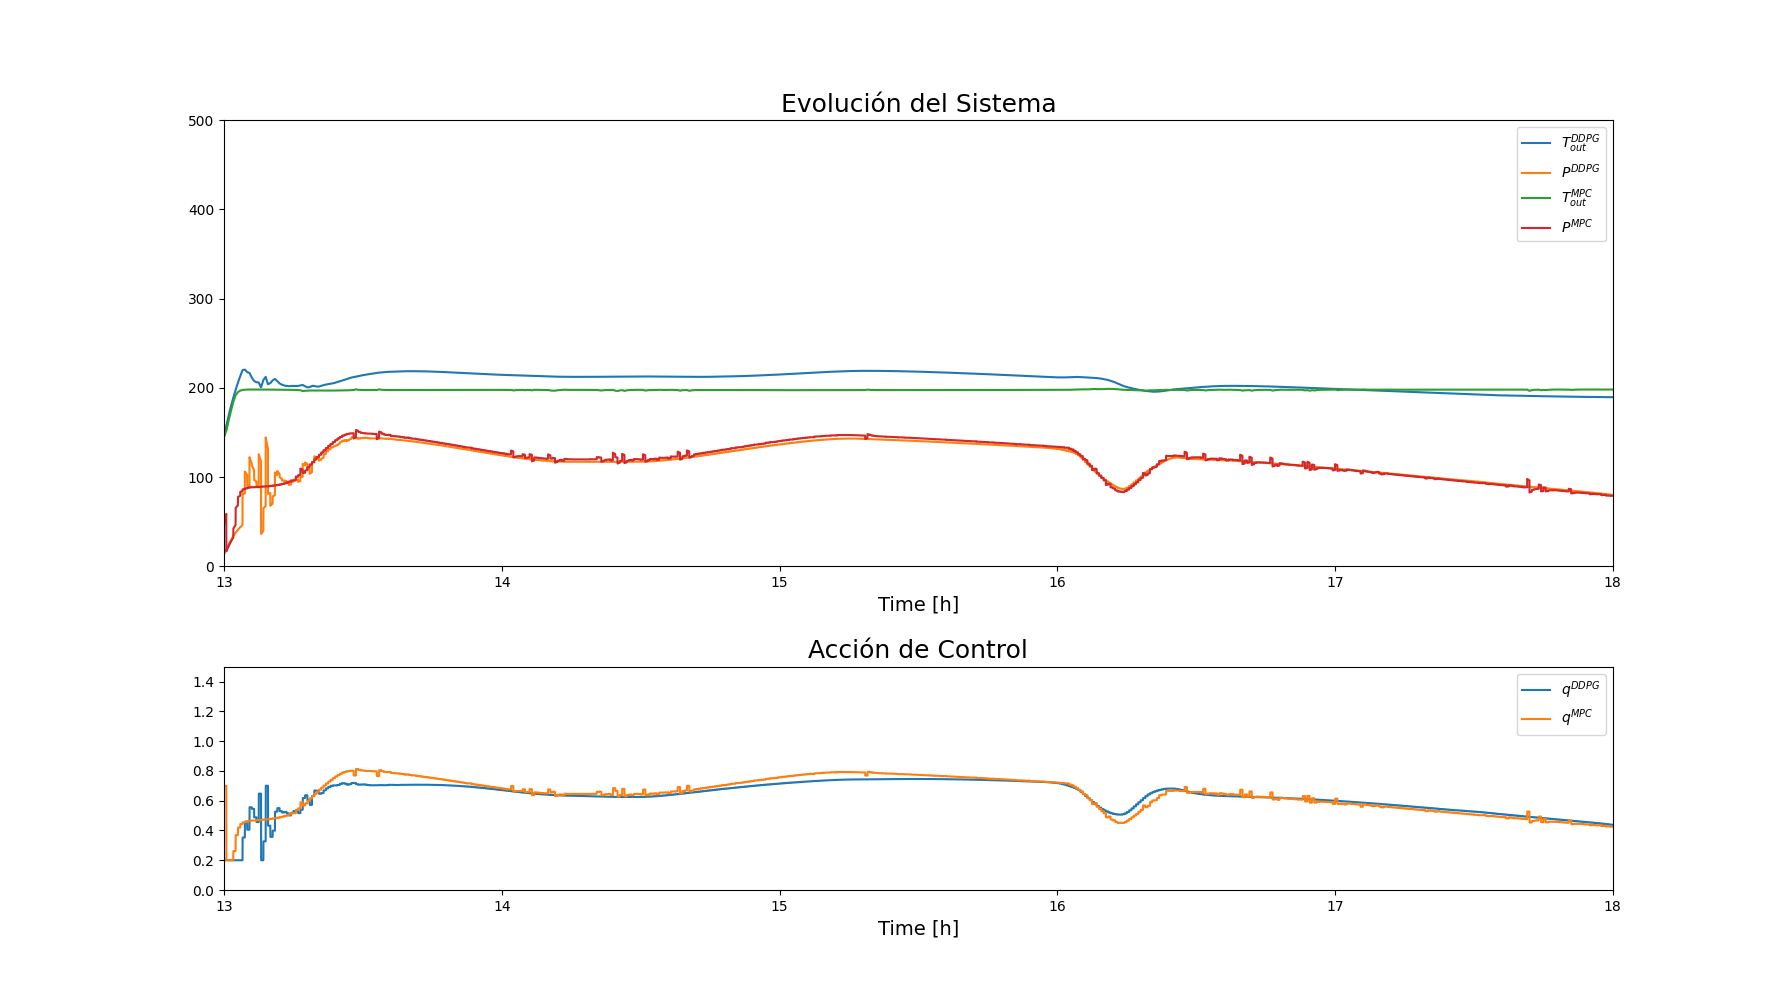 Evolución del Sistema
500
400
300
200
100
0
T_out^DDPG
P^DDPG
T_out^MPC
P^MPC
13 14 15 16 17 18
Time [h]
Acción de Control
1.4
1.2
1.0
0.8
0.6
0.4
0.2
0.0
q^DDPG
q^MPC
13 14 15 16 17 18
Time [h]